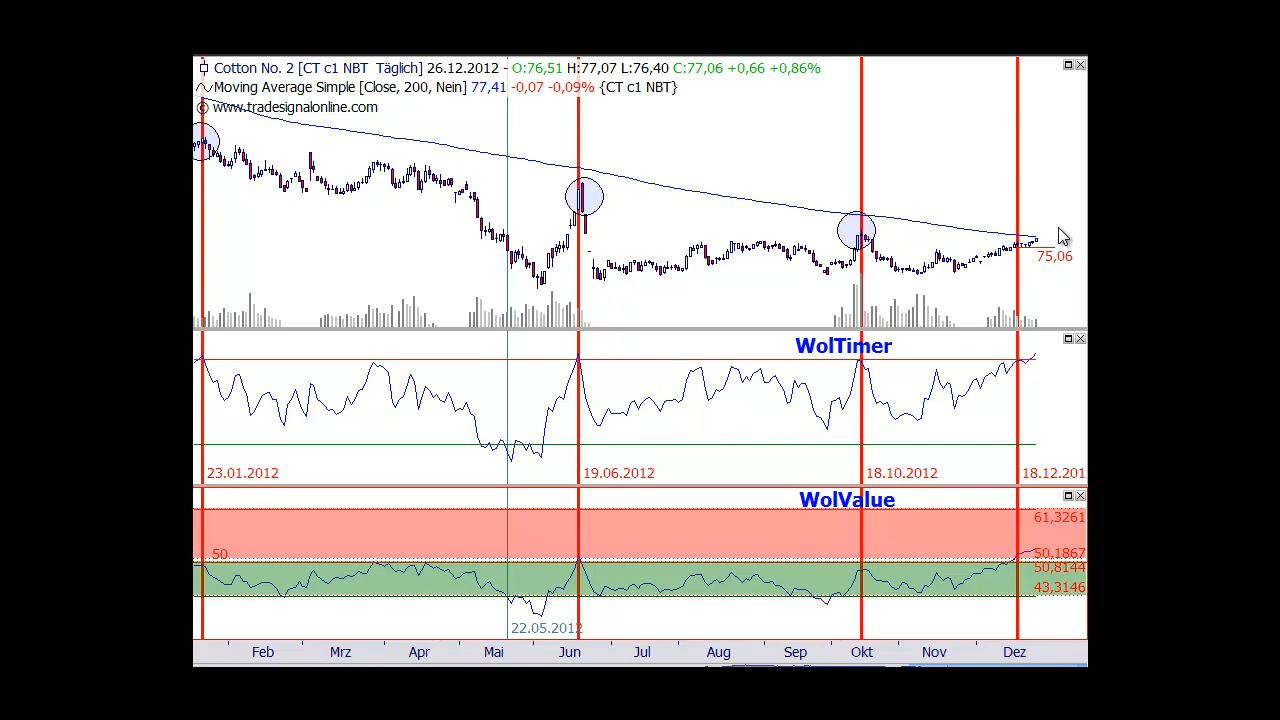 Cotton No. 2 [CT c1 NBT Täglich] 26.12.2012 - O:76,51 H:77,07 L:76,40 C:77,06 +0,66 +0,86%
Moving Average Simple [Close, 200, Nein] 77,41 -0,07 -0,09% {CT c1 NBT}
© www.tradesignalonline.com
75,06
WolTimer
23.01.2012 19.06.2012 18.10.2012 18.12.201
WolValue
61,3261
50 50,1867
50,8144
43,3146
22.05.2012
Feb Mrz Apr Mai Jun Jul Aug Sep Okt Nov Dez